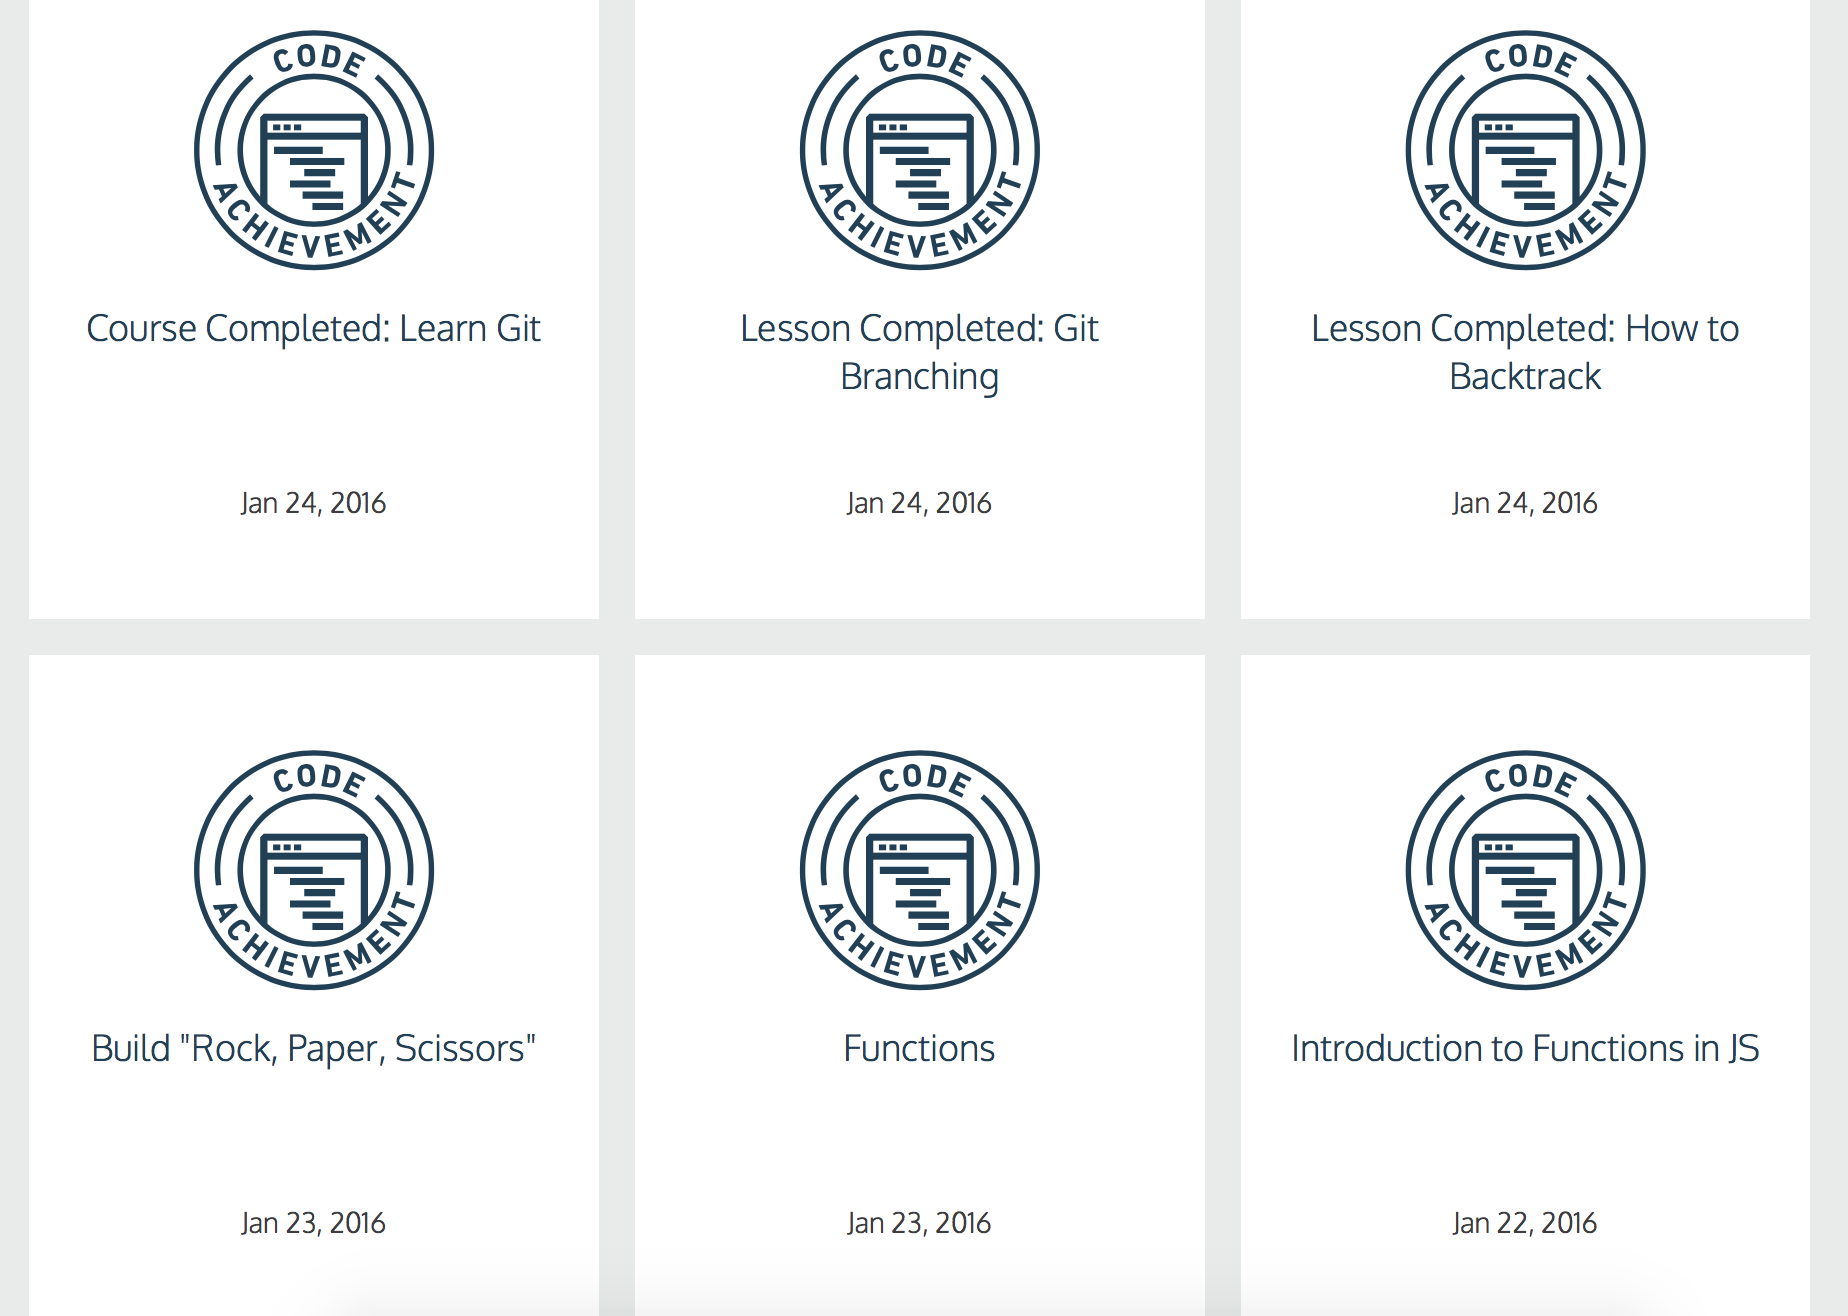 CODE
ACHIEVEMENT
CODE
ACHIEVEMENT
CODE
ACHIEVEMENT
Course Completed: Learn Git
Lesson Completed: Git
Branching
Lesson Completed: How to
Backtrack
Jan 24, 2016
Jan 24, 2016
Jan 24, 2016
CODE
ACHIEVEMENT
CODE
ACHIEVEMENT
CODE
ACHIEVEMENT
Build "Rock, Paper, Scissors"
Functions
Introduction to Functions in JS
Jan 23, 2016
Jan 23, 2016
Jan 22, 2016